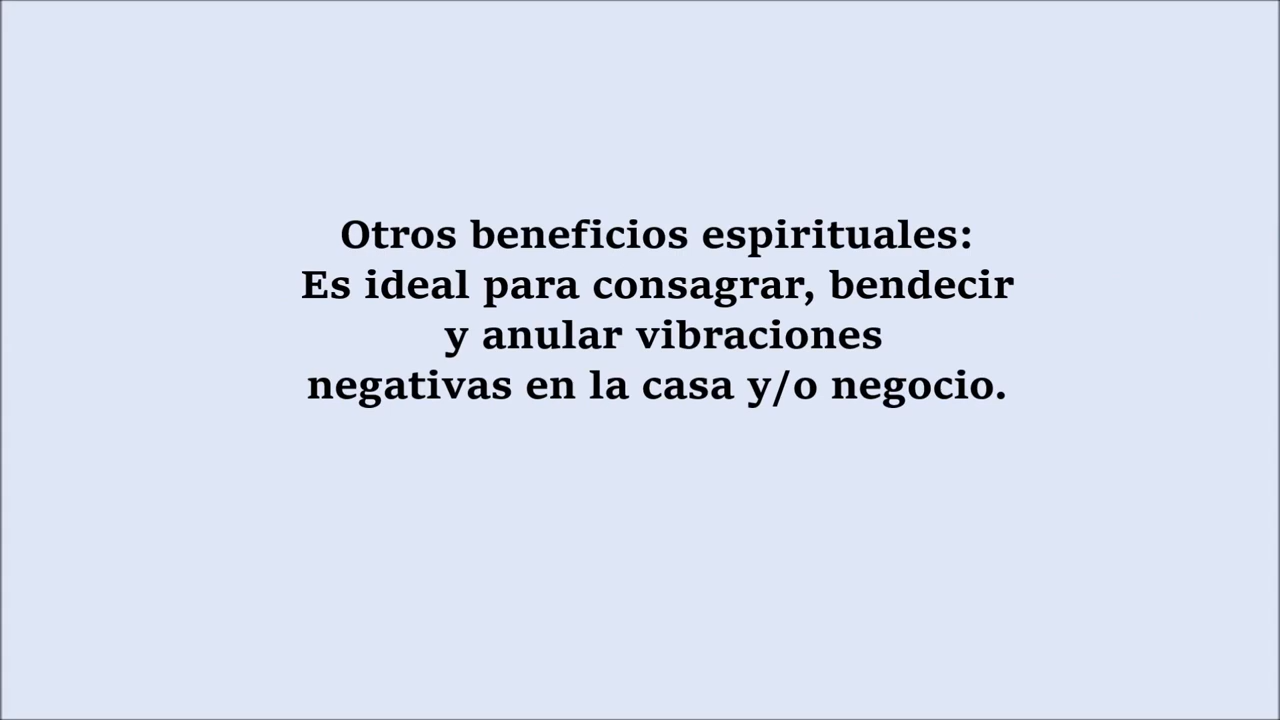 Otros beneficios espirituales:
Es ideal para consagrar, bendecir
y anular vibraciones
negativas en la casa y/o negocio.